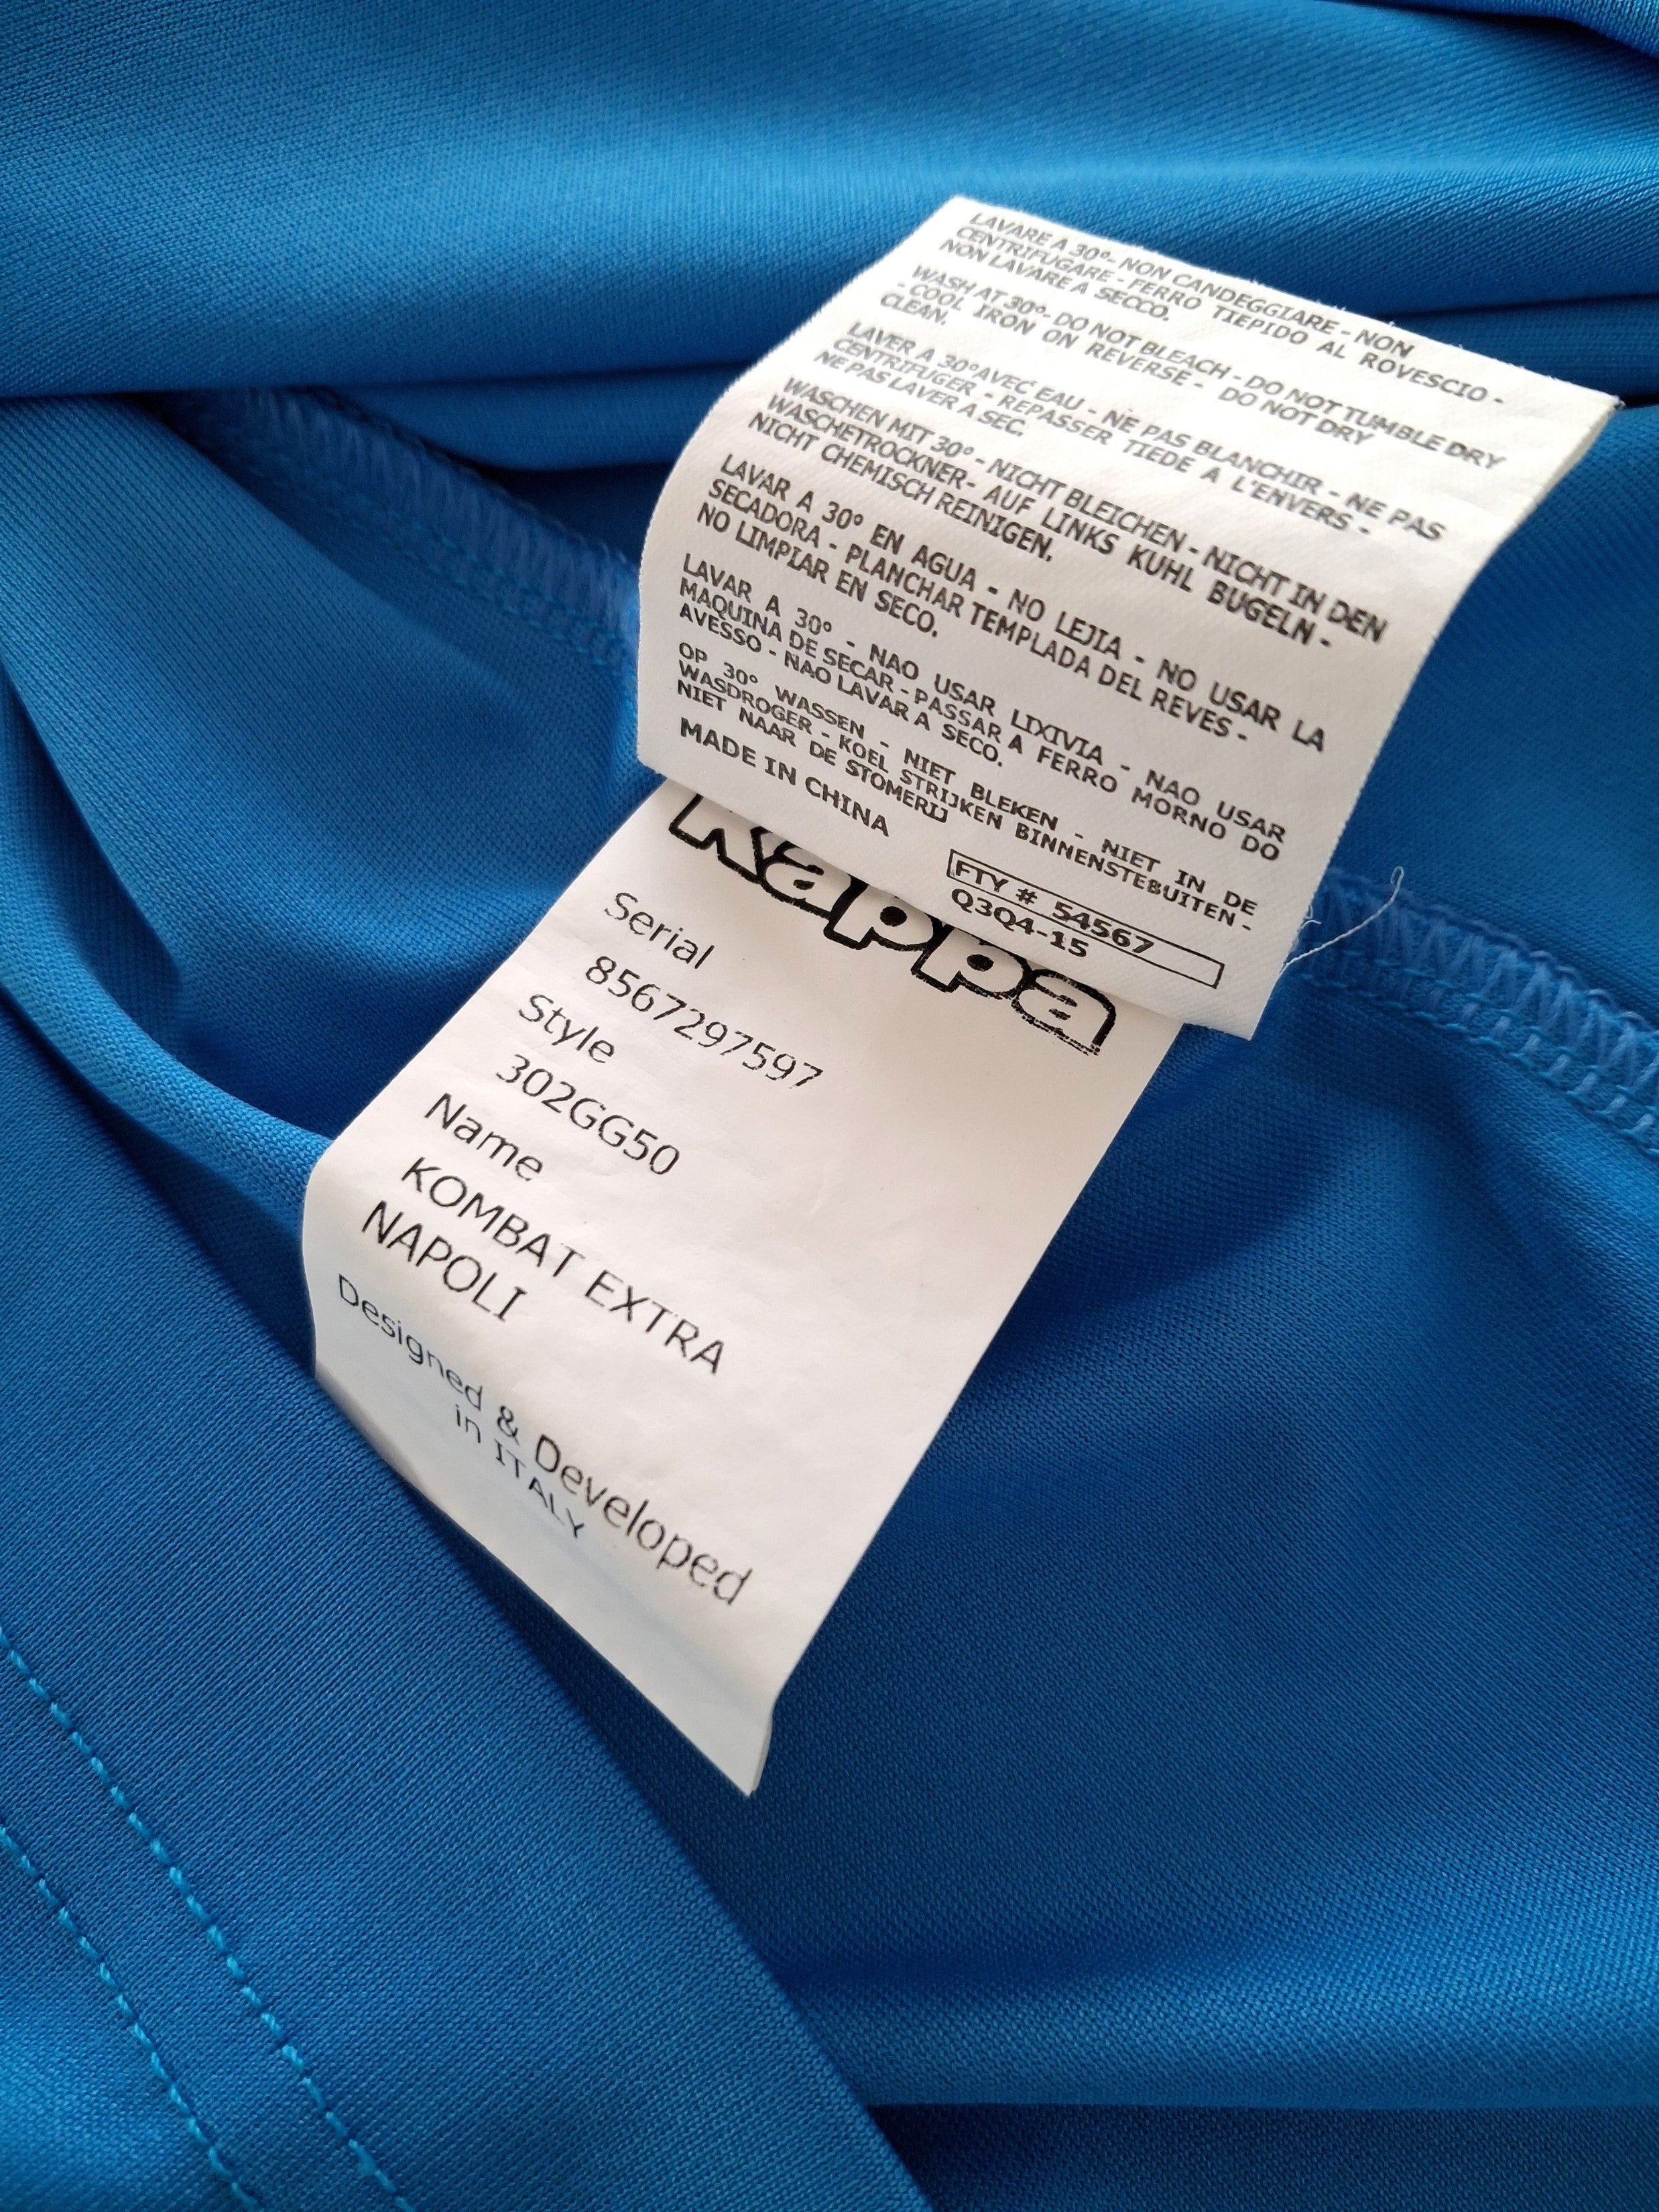 LAVARE A 30°- NON CANDEGGIARE - NON
CENTRIFUGARE - FERRO TIEPIDO AL ROVESCIO -
NON LAVARE A SECCO.
WASH AT 30°- DO NOT BLEACH - DO NOT TUMBLE DRY
- COOL IRON ON REVERSE - DO NOT DRY
CLEAN.
LAVER A 30°AVEC EAU - NE PAS BLANCHIR - NE PAS
CENTRIFUGER - REPASSER TIEDE A L'ENVERS -
NE PAS LAVER A SEC.
WASCHEN MIT 30° - NICHT BLEICHEN - NICHT IN DEN
WASCHETROCKNER- AUF LINKS KUHL BUGELN -
NICHT CHEMISCH REINIGEN.
LAVAR A 30° EN AGUA - NO LEJIA - NO USAR LA
SECADORA - PLANCHAR TEMPLADA DEL REVES -
NO LIMPIAR EN SECO.
LAVAR A 30° - NAO USAR LIXIVIA - NAO USAR
MAQUINA DE SECAR - PASSAR A FERRO MORNO DO
AVESSO - NAO LAVAR A SECO.
OP 30° WASSEN - NIET BLEKEN - NIET IN DE
WASDROGER - KOEL STRIJKEN BINNENSTEBUITEN -
NIET NAAR DE STOMERIJ
MADE IN CHINA
FTY # 54567
Q3Q4-15
Kappa
Serial
8567297597
Style
302GG50
Name
KOMBAT EXTRA
NAPOLI
Designed & Developed
in ITALY